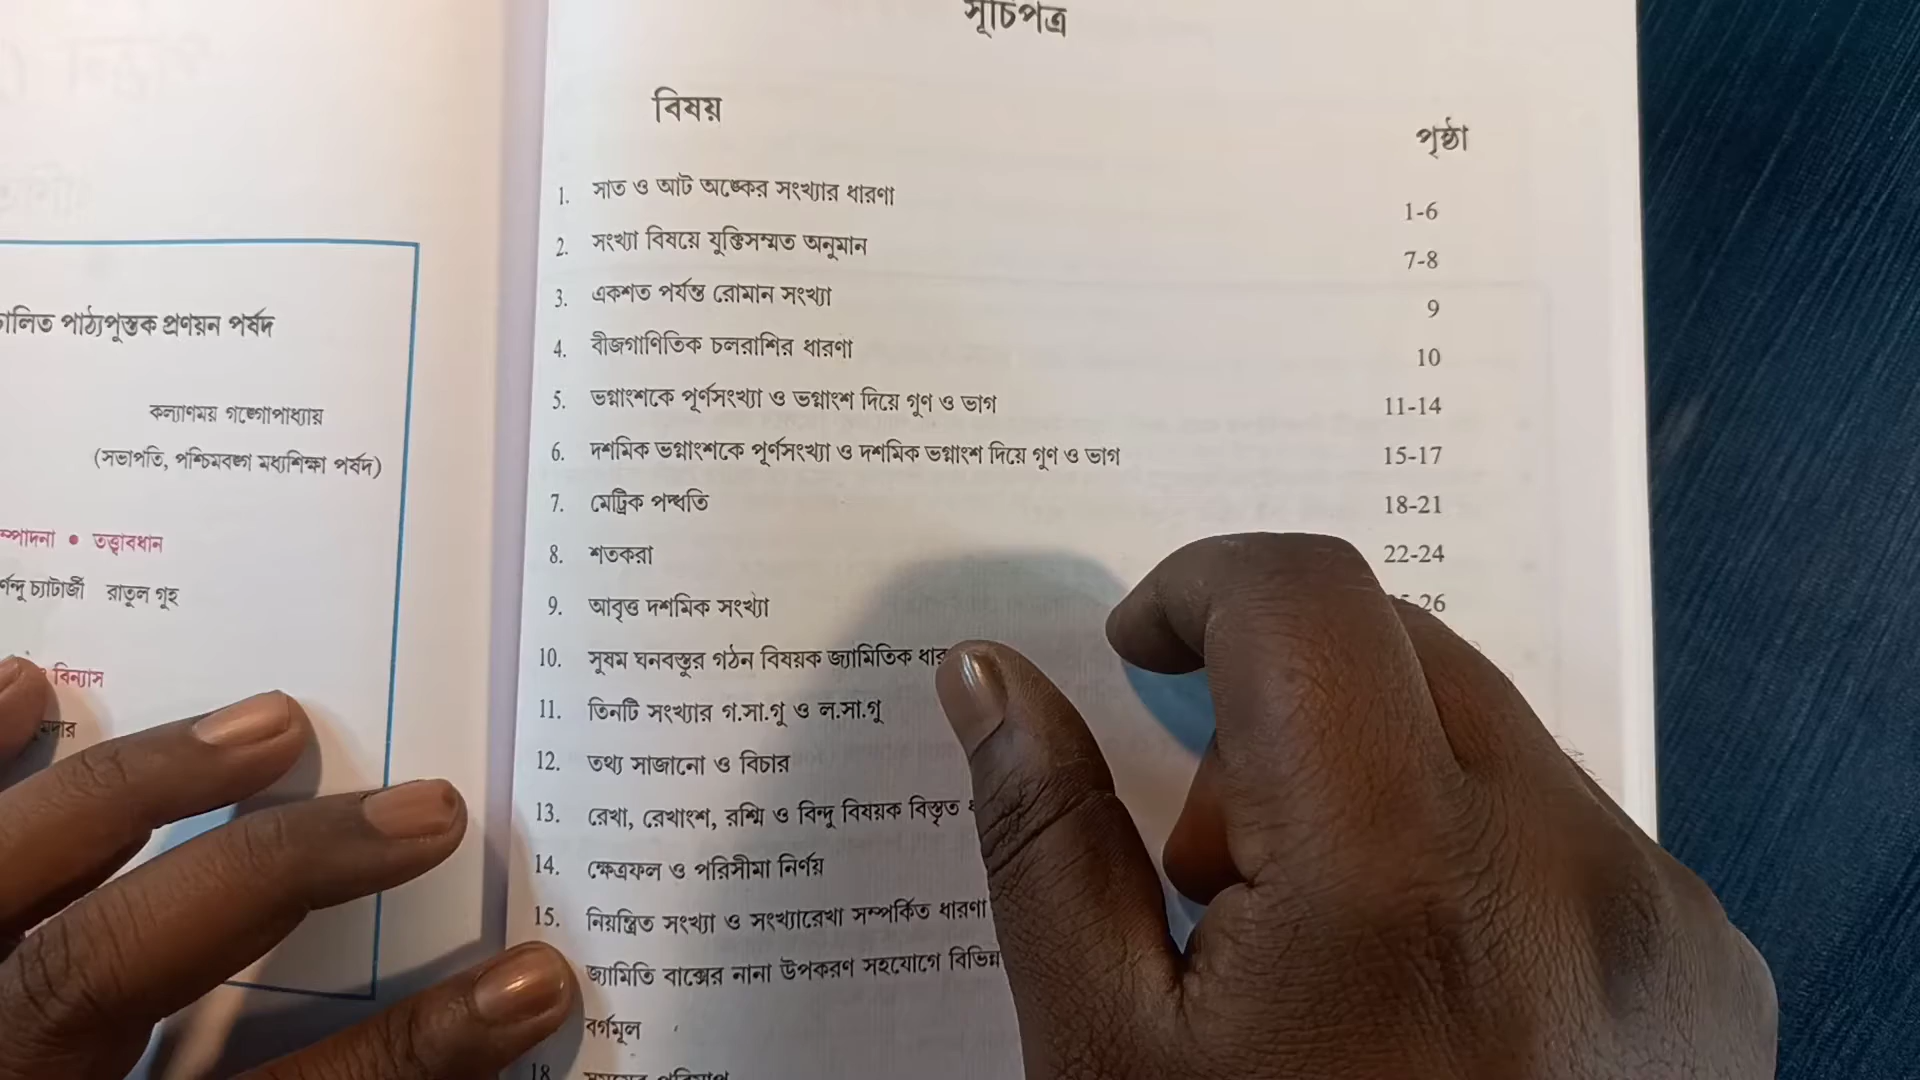 পাঠ্যপুস্তক প্রণয়ন পর্ষদ
কল্যাণময় গঙ্গোপাধ্যায়
(সভাপতি, পশ্চিমবঙ্গ মধ্যশিক্ষা পর্ষদ)
• তত্ত্বাবধান
চ্যাটার্জী রাতুল গুহ
বিন্যাস
সূচিপত্র
বিষয় পৃষ্ঠা
1. সাত ও আট অঙ্কের সংখ্যার ধারণা 1-6
2. সংখ্যা বিষয়ে যুক্তিসম্মত অনুমান 7-8
3. একশত পর্যন্ত রোমান সংখ্যা 9
4. বীজগাণিতিক চলরাশির ধারণা 10
5. ভগ্নাংশকে পূর্ণসংখ্যা ও ভগ্নাংশ দিয়ে গুণ ও ভাগ 11-14
6. দশমিক ভগ্নাংশকে পূর্ণসংখ্যা ও দশমিক ভগ্নাংশ দিয়ে গুণ ও ভাগ 15-17
7. মেট্রিক পদ্ধতি 18-21
8. শতকরা 22-24
9. আবৃত্ত দশমিক সংখ্যা 26
10. সুষম ঘনবস্তুর গঠন বিষয়ক জ্যামিতিক
11. তিনটি সংখ্যার গ.সা.গু ও ল.সা.গু
12. তথ্য সাজানো ও বিচার
13. রেখা, রেখাংশ, রশ্মি ও বিন্দু বিষয়ক বিস্তৃত
14. ক্ষেত্রফল ও পরিসীমা নির্ণয়
15. নিয়ন্ত্রিত সংখ্যা ও সংখ্যারেখা সম্পর্কিত ধারণা
জ্যামিতি বাক্সের নানা উপকরণ সহযোগে বিভিন্ন
বর্গমূল
18.